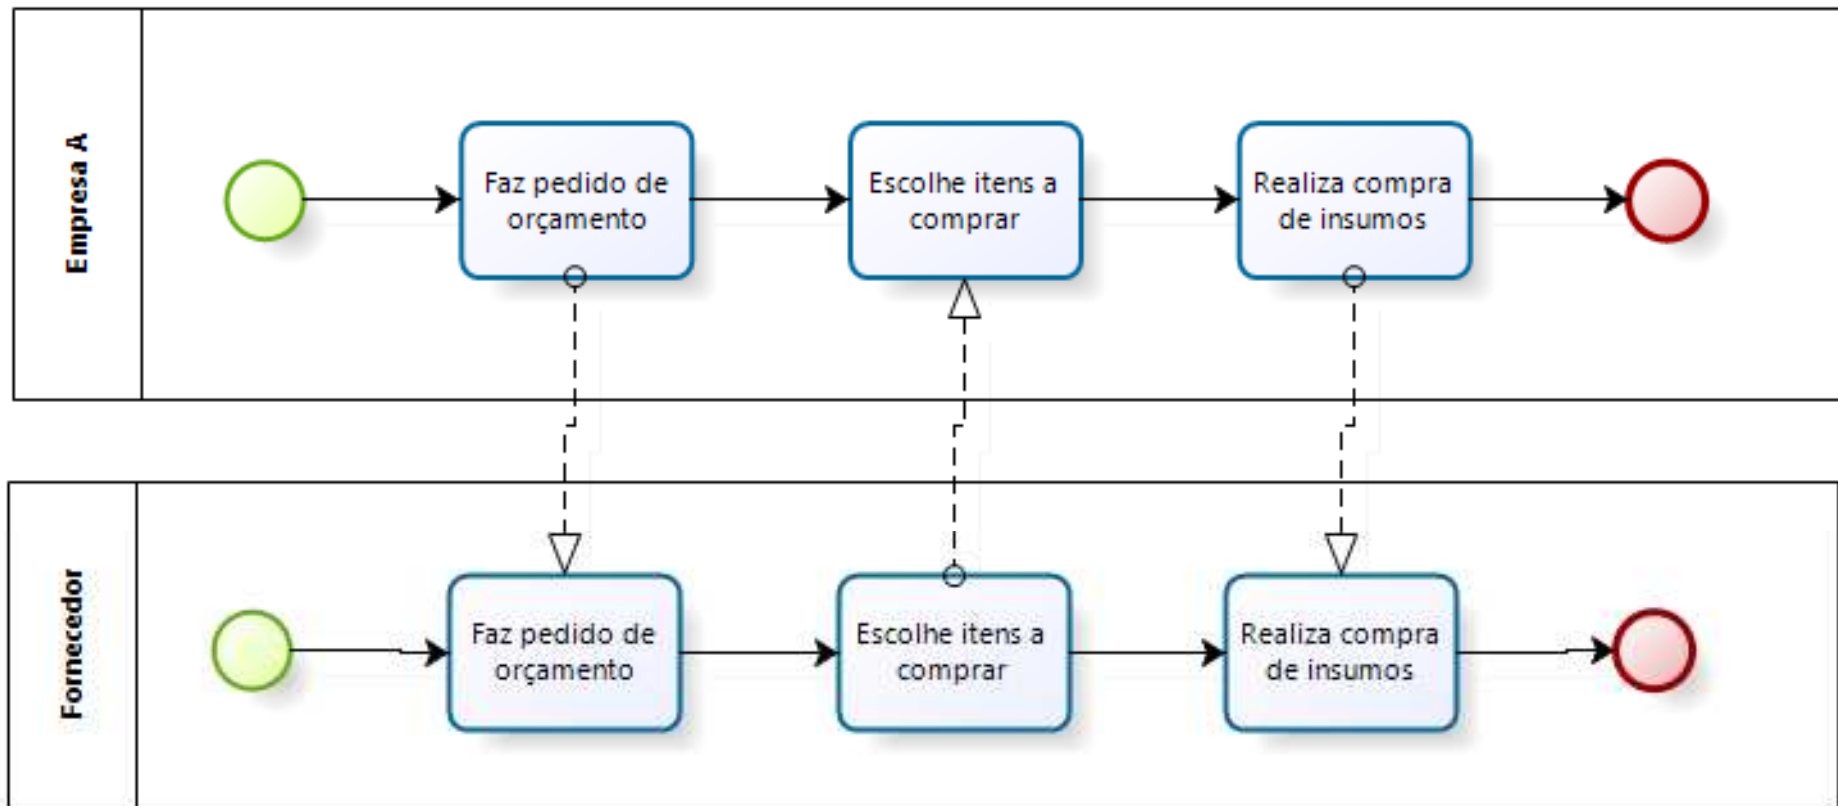 Empresa A
Faz pedido de
orçamento
Escolhe itens a
comprar
Realiza compra
de insumos
Fornecedor
Faz pedido de
orçamento
Escolhe itens a
comprar
Realiza compra
de insumos